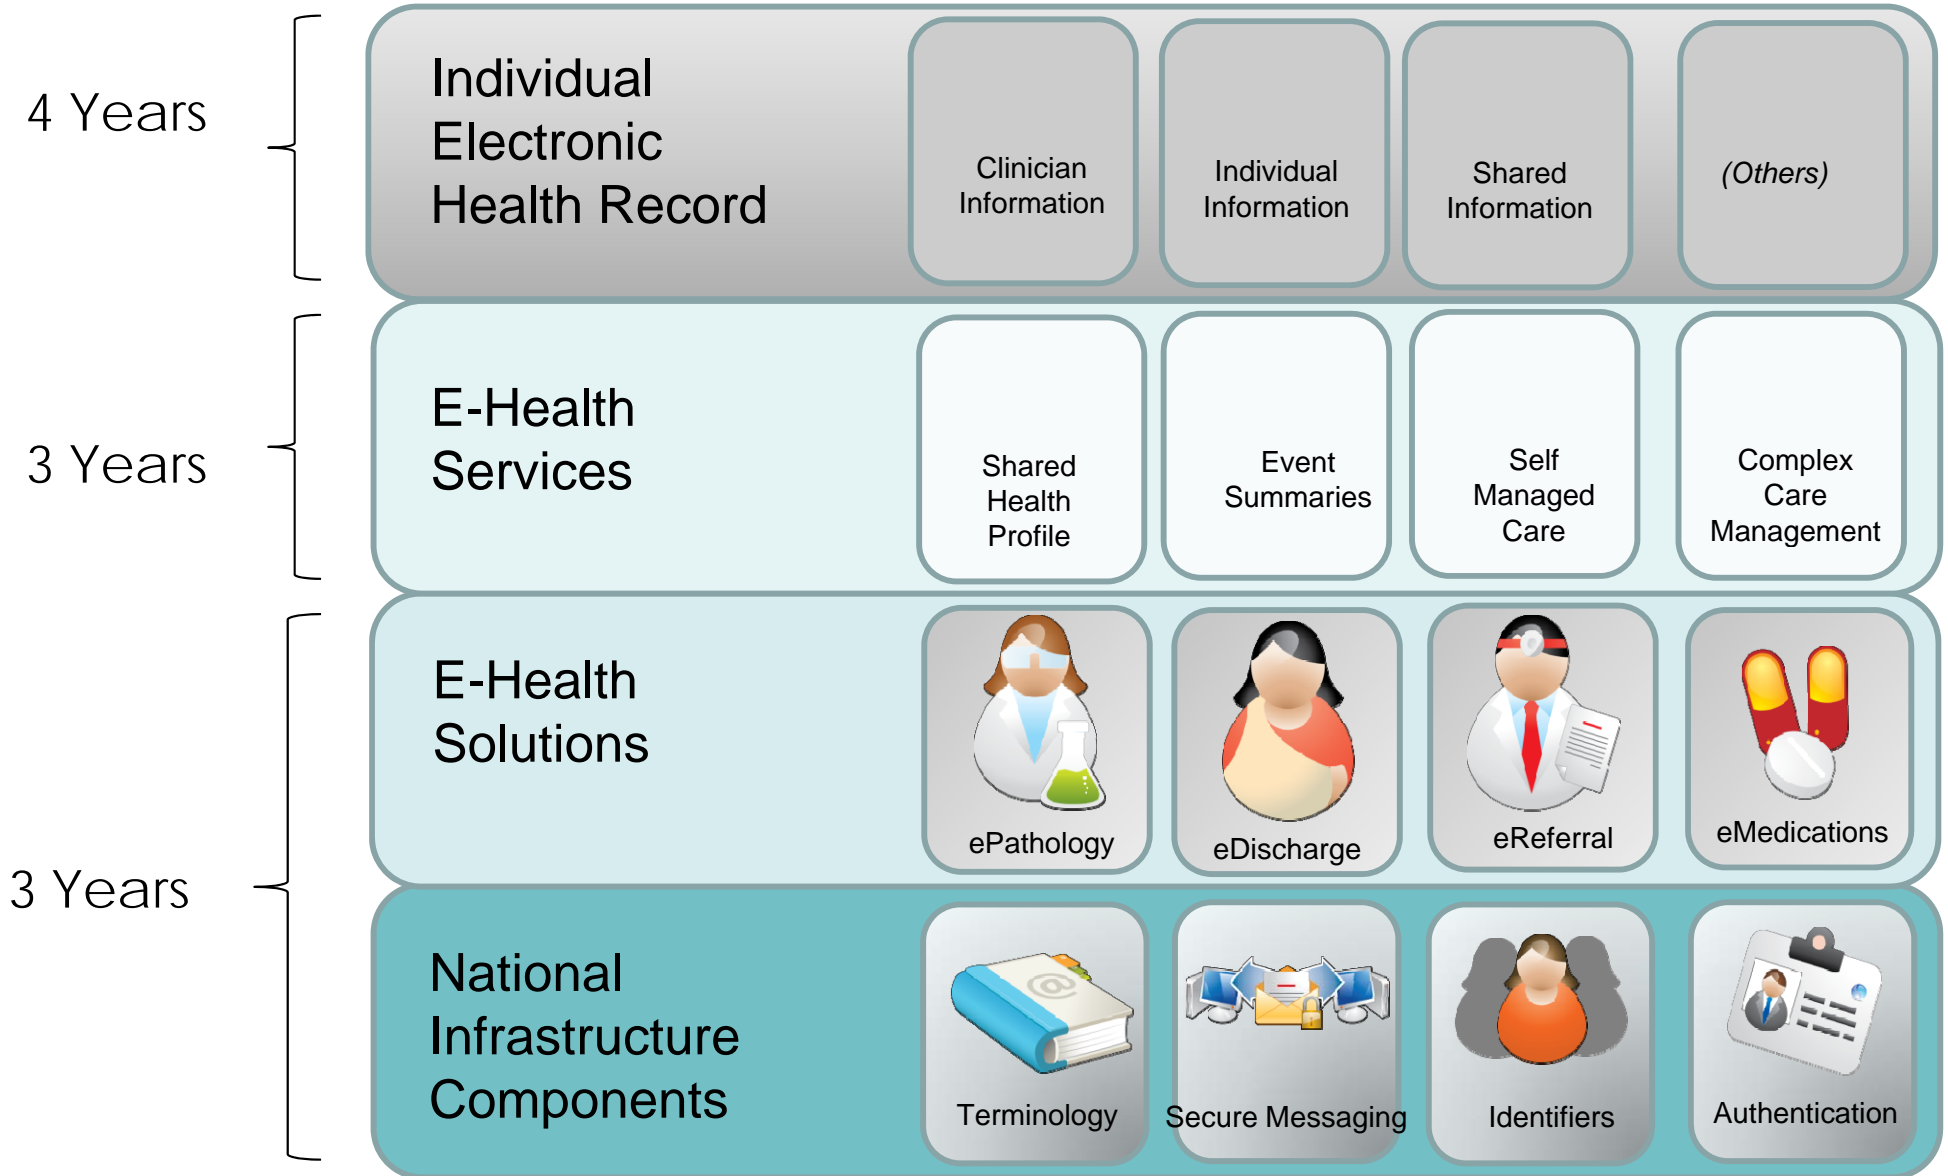 4 Years
Individual
Electronic
Health Record
Clinician
Information
Individual
Information
Shared
Information
(Others)
3 Years
E-Health
Services
Shared
Health
Profile
Event
Summaries
Self
Managed
Care
Complex
Care
Management
3 Years
E-Health
Solutions
ePathology
eDischarge
eReferral
eMedications
National
Infrastructure
Components
@
Terminology
Secure Messaging
Identifiers
Authentication